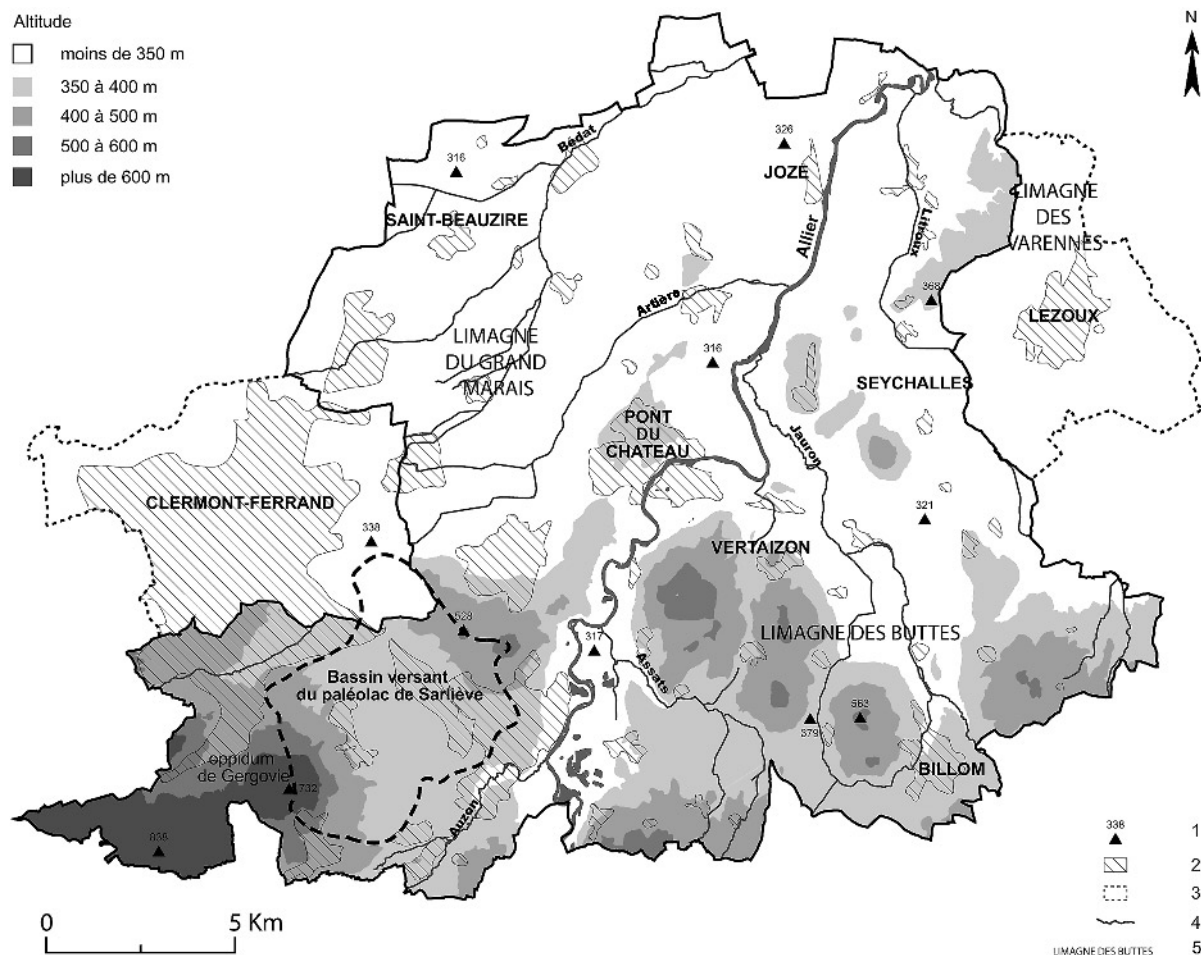 Altitude
moins de 350 m
350 à 400 m
400 à 500 m
500 à 600 m
plus de 600 m
N
316
326
Bédat
JOZE
SAINT-BEAUZIRE
Allier
Litroux
LIMAGNE
DES
VARENNES
368
LEZOUX
Artière
LIMAGNE
DU GRAND
MARAIS
316
SEYCHALLES
PONT
DU
CHATEAU
Jauron
CLERMONT-FERRAND
338
321
VERTAIZON
528
317
LIMAGNE DES BUTTES
Assats
Bassin versant
du paléolac de Sarliève
563
379
oppidum
de Gergovie
732
BILLOM
Auzon
838
338
1
2
3
4
LIMAGNE DES BUTTES
5
0
5 Km